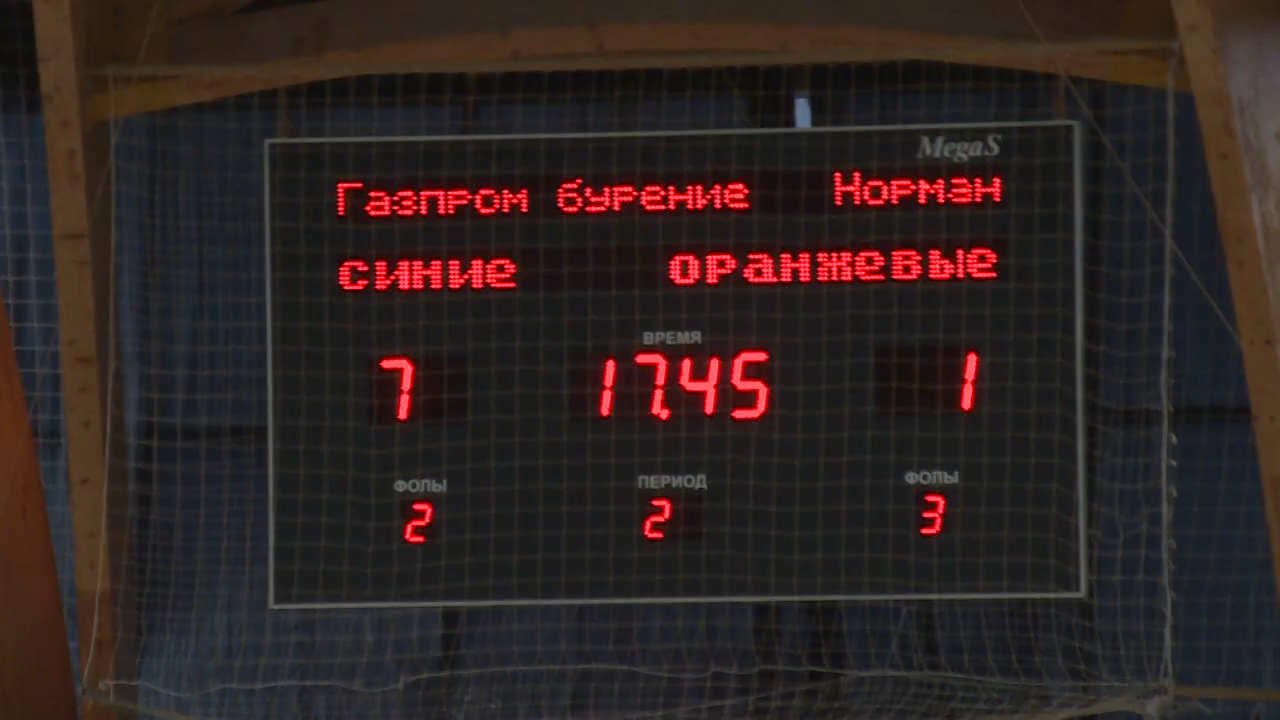 MegaS
Газпром бурение Норман
синие оранжевые
ВРЕМЯ
7 17.45 1
ФОЛЫ ПЕРИОД ФОЛЫ
2 2 3